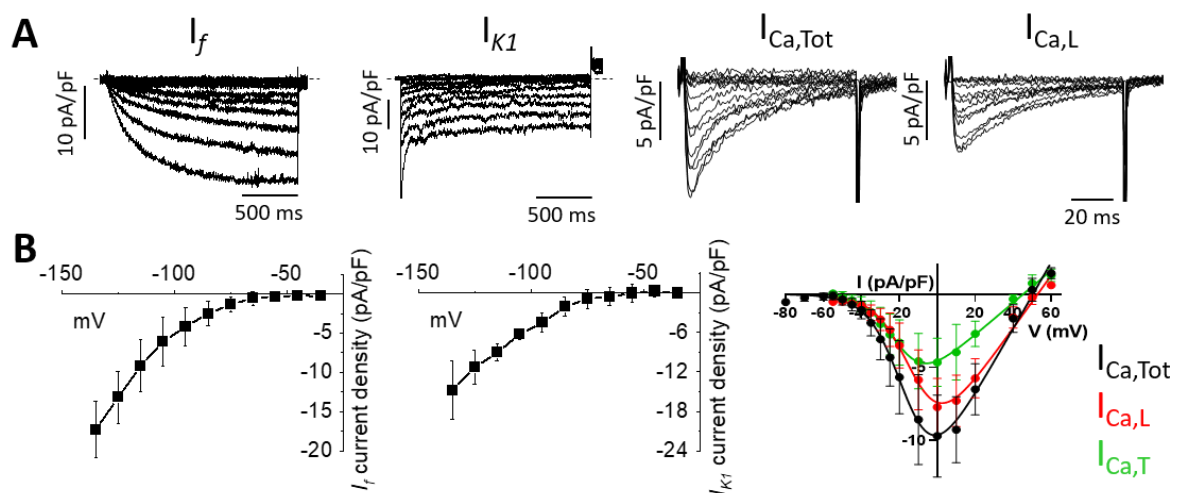 A
If
IK1
ICa,Tot
ICa,L
10 pA/pF
500 ms
10 pA/pF
500 ms
5 pA/pF
5 pA/pF
20 ms
B
-150 -100 -50
mV
-5
-10
-15
-20
If current density (pA/pF)
-150 -100 -50
mV
-6
-12
-18
-24
IK1 current density (pA/pF)
I (pA/pF)
-80 -60 -40 -20 20 40 60
V (mV)
-5
-10
ICa,Tot
ICa,L
ICa,T